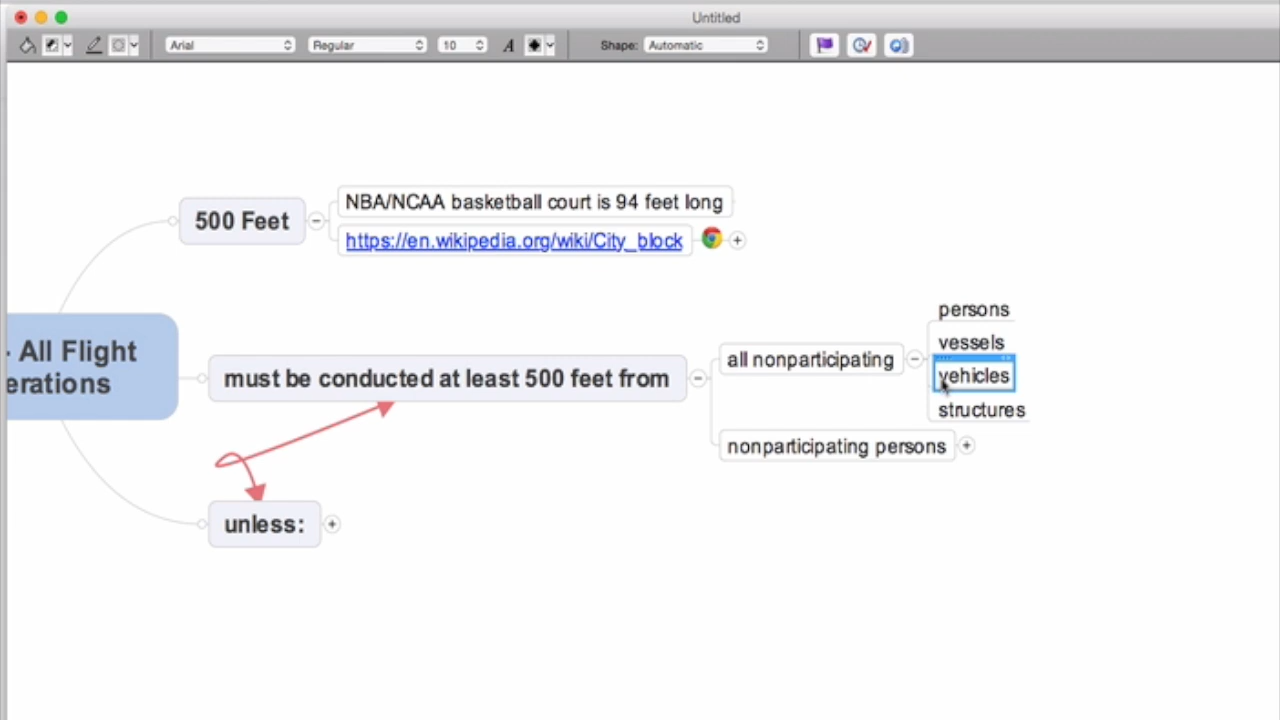 Untitled
Arial
Regular
10
A
Shape:
Automatic
500 Feet
NBA/NCAA basketball court is 94 feet long
https://en.wikipedia.org/wiki/City_block
- All Flight
erations
must be conducted at least 500 feet from
all nonparticipating
persons
vessels
vehicles
structures
nonparticipating persons
unless: